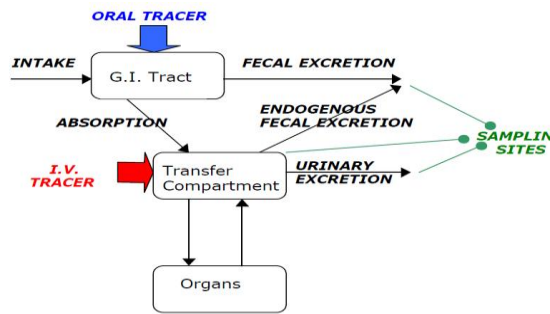 ORAL TRACER
INTAKE
G.I. Tract
FECAL EXCRETION
ABSORPTION
ENDOGENOUS
FECAL EXCRETION
SAMPLIN
SITES
I.V.
TRACER
Transfer
Compartment
URINARY
EXCRETION
Organs